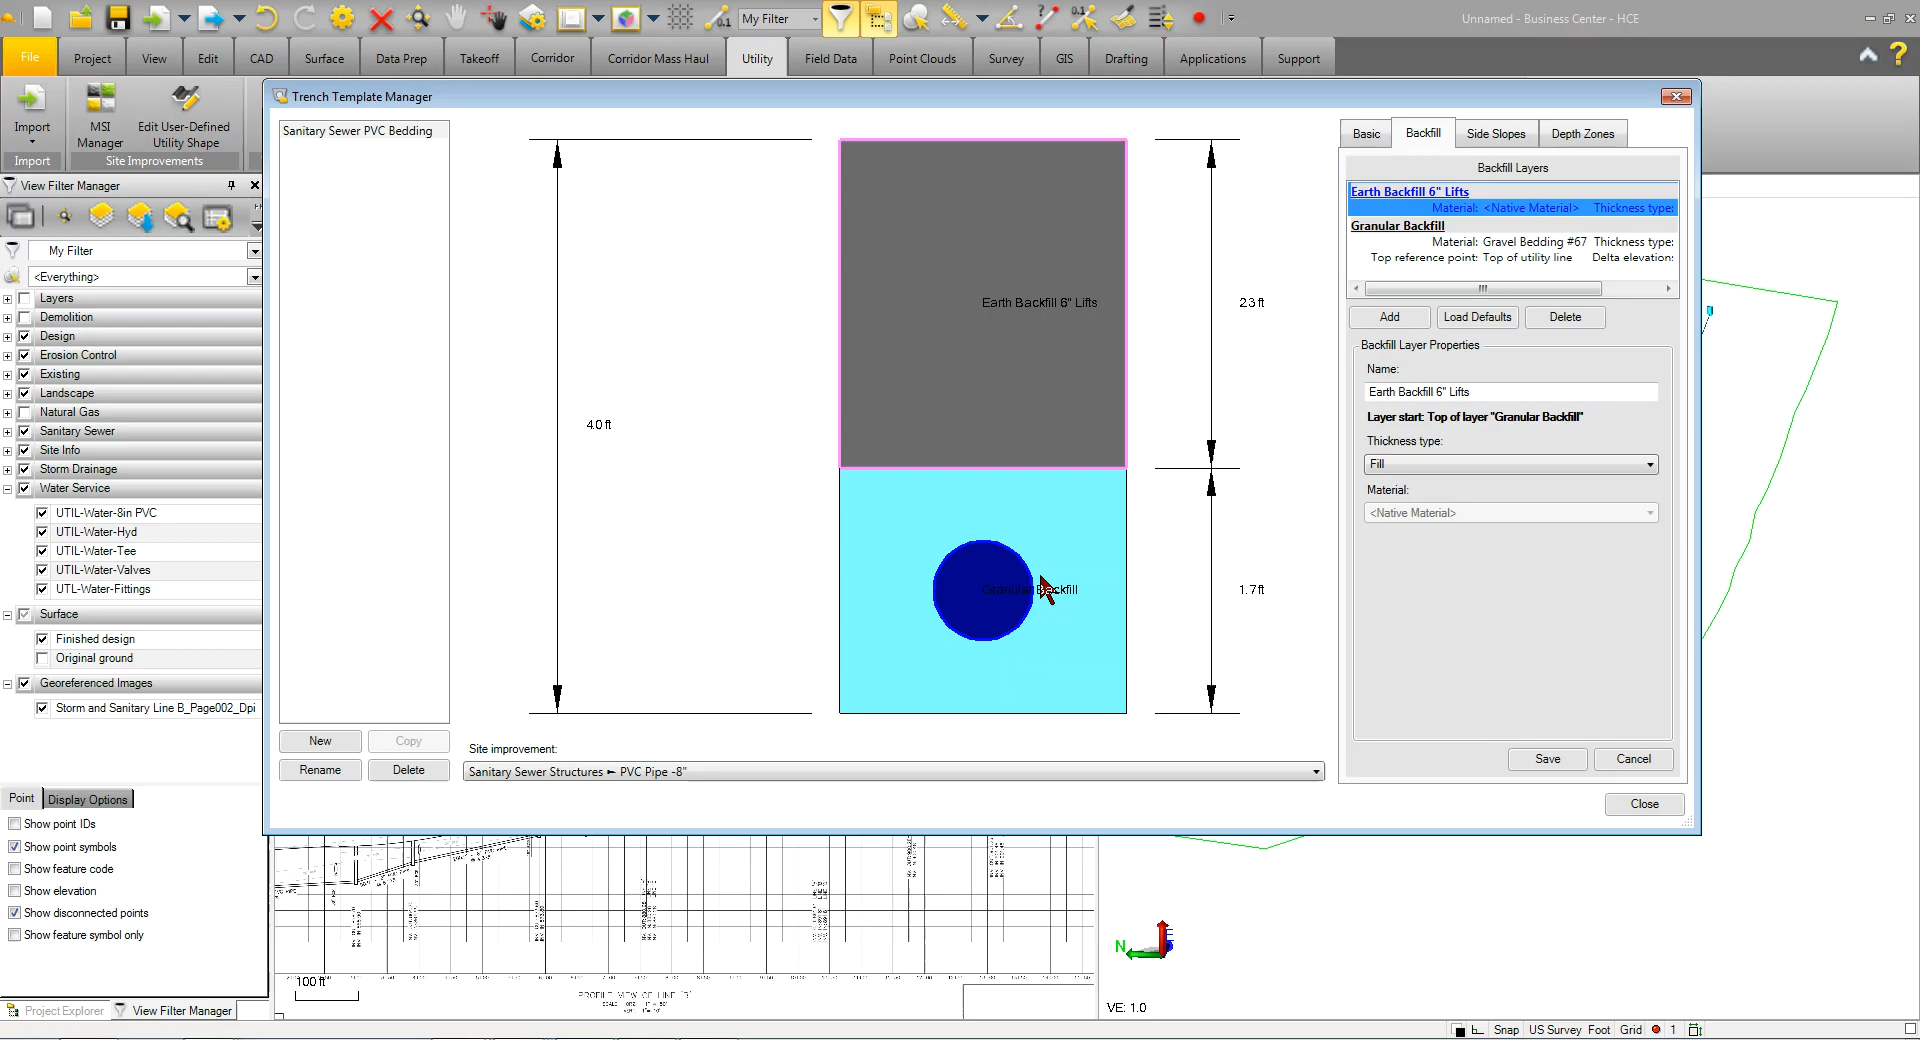 My Filter
Unnamed - Business Center - HCE
File Project View Edit CAD Surface Data Prep Takeoff Corridor Corridor Mass Haul Utility Field Data Point Clouds Survey GIS Drafting Applications Support
Import
MSI Manager
Edit User-Defined Utility Shape
Import
Site Improvements
View Filter Manager
My Filter
<Everything>
Layers
Demolition
Design
Erosion Control
Existing
Landscape
Natural Gas
Sanitary Sewer
Site Info
Storm Drainage
Water Service
UTIL-Water-8in PVC
UTIL-Water-Hyd
UTIL-Water-Tee
UTIL-Water-Valves
UTL-Water-Fittings
Surface
Finished design
Original ground
Georeferenced Images
Storm and Sanitary Line B_Page002_Dpi
Point Display Options
Show point IDs
Show point symbols
Show feature code
Show elevation
Show disconnected points
Show feature symbol only
Project Explorer
View Filter Manager
Trench Template Manager
Sanitary Sewer PVC Bedding
New
Copy
Rename
Delete
4.0 ft
Earth Backfill 6" Lifts
2.3 ft
Granular Backfill
1.7 ft
Site improvement:
Sanitary Sewer Structures ► PVC Pipe -8"
Basic Backfill Side Slopes Depth Zones
Backfill Layers
Earth Backfill 6" Lifts
Material: <Native Material> Thickness type:
Granular Backfill
Material: Gravel Bedding #67 Thickness type:
Top reference point: Top of utility line Delta elevation:
Add
Load Defaults
Delete
Backfill Layer Properties
Name:
Earth Backfill 6" Lifts
Layer start: Top of layer "Granular Backfill"
Thickness type:
Fill
Material:
<Native Material>
Save
Cancel
Close
100 ft
PROFILE VIEW OF LINE "B"
N
E
VE: 1.0
Snap US Survey Foot Grid 1